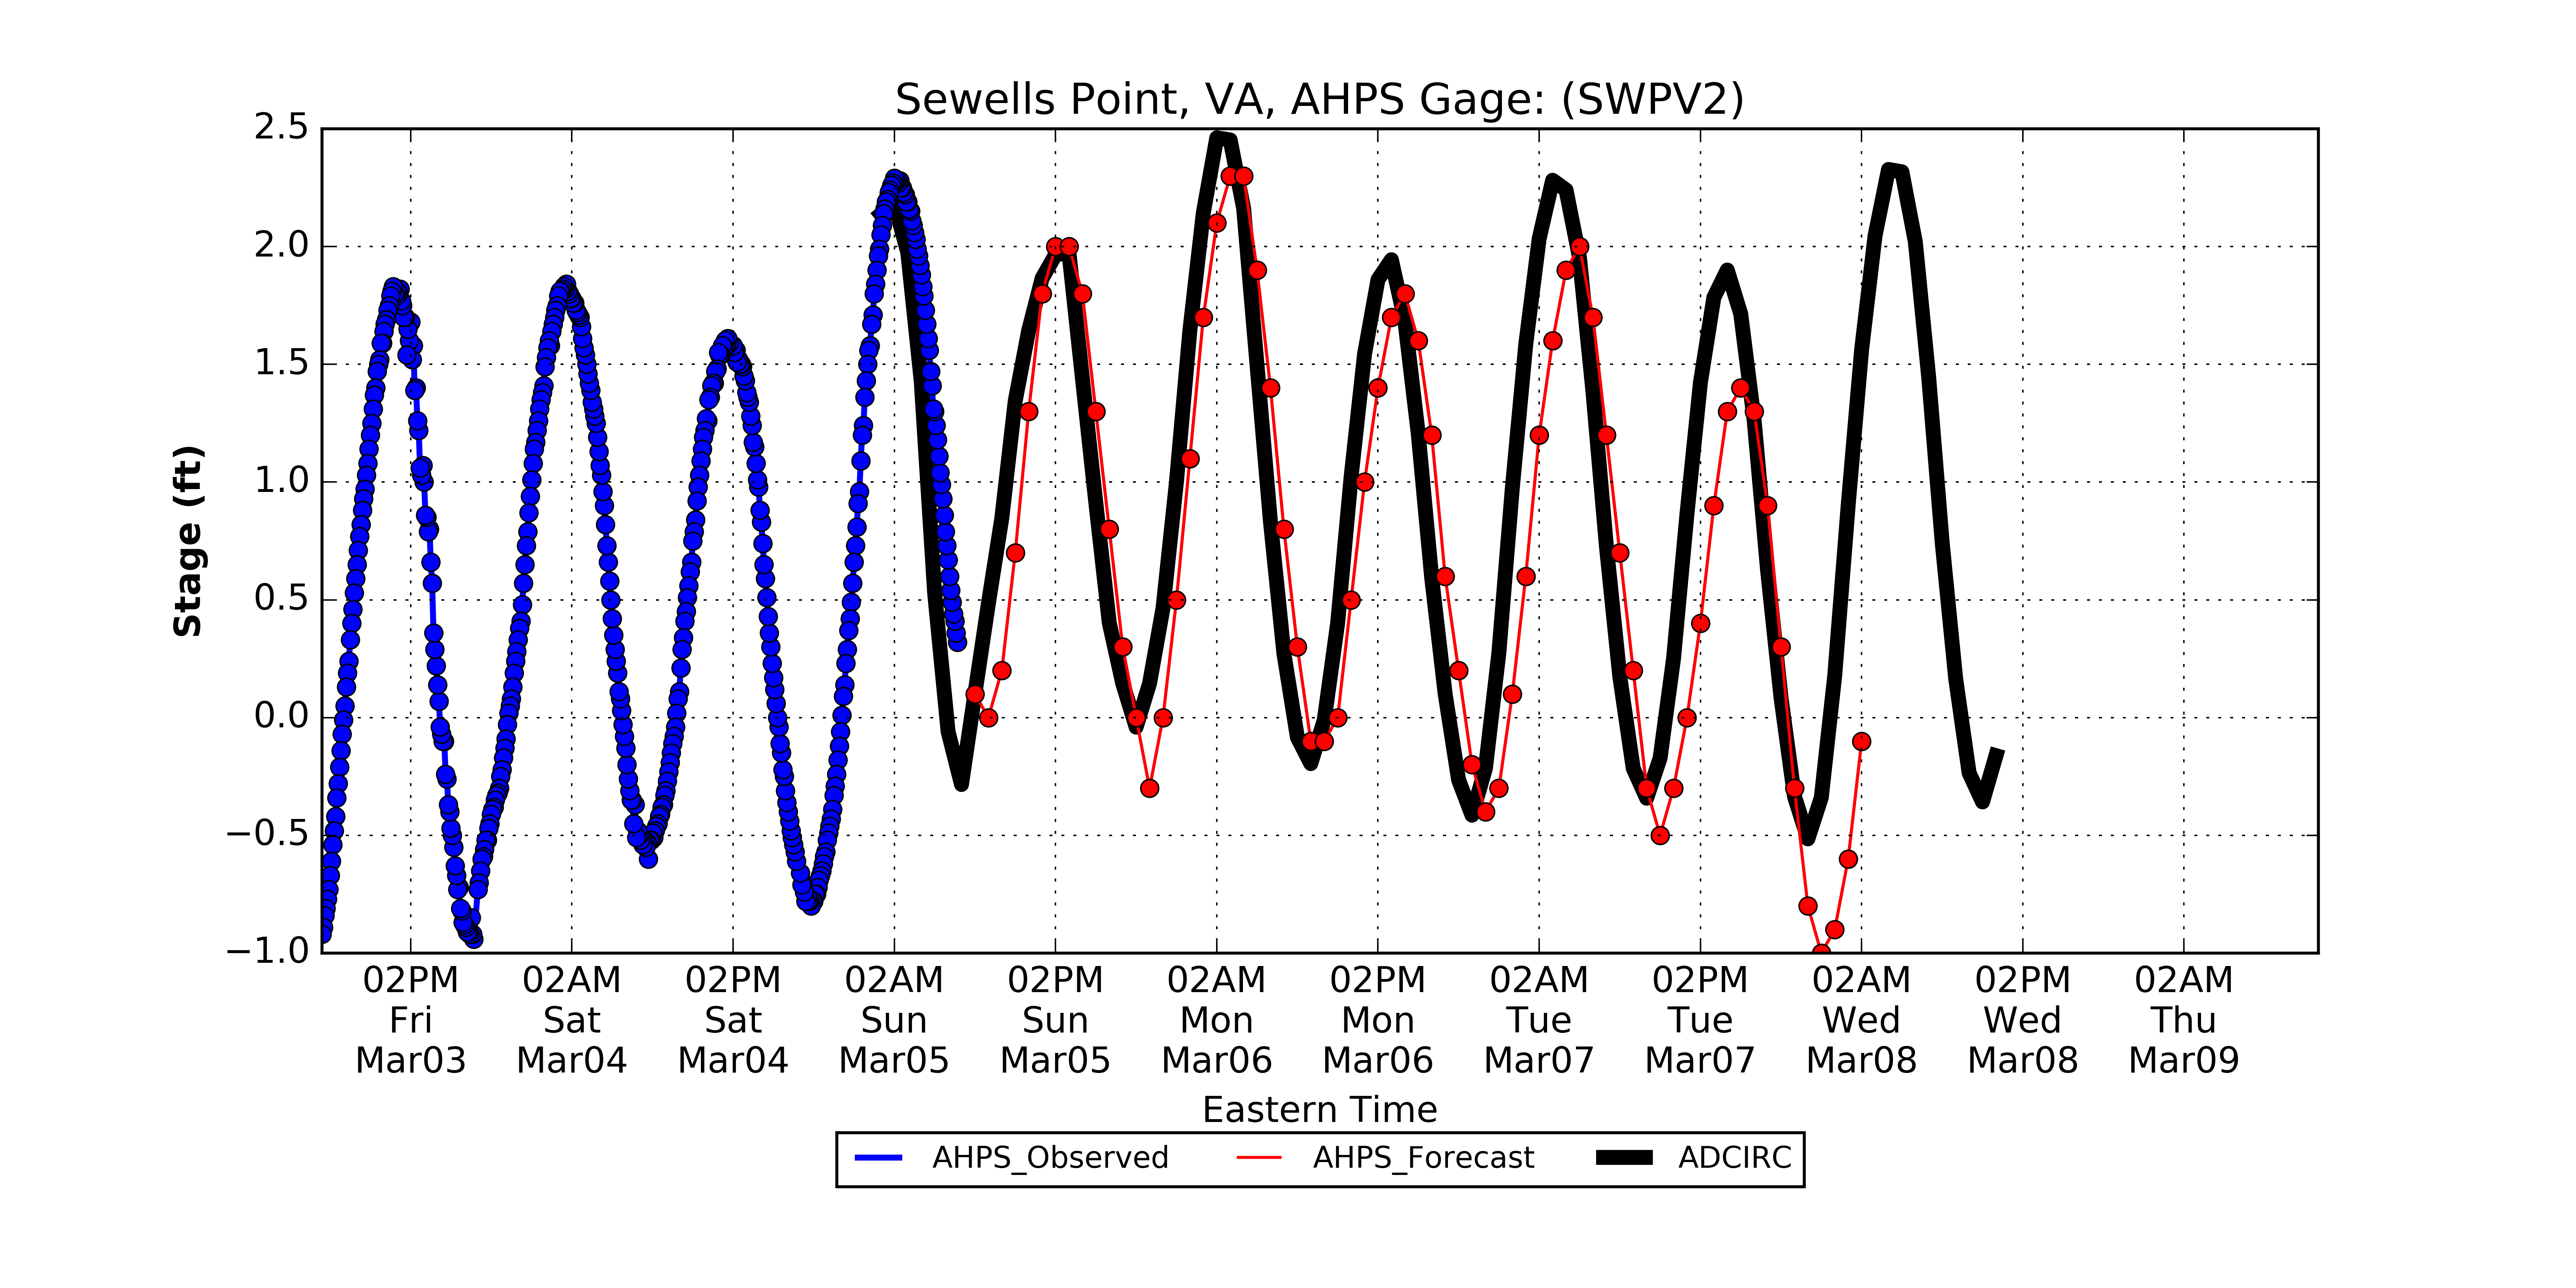 Sewells Point, VA, AHPS Gage: (SWPV2)
Stage (ft)
2.5
2.0
1.5
1.0
0.5
0.0
−0.5
−1.0
02PM Fri Mar03
02AM Sat Mar04
02PM Sat Mar04
02AM Sun Mar05
02PM Sun Mar05
02AM Mon Mar06
02PM Mon Mar06
02AM Tue Mar07
02PM Tue Mar07
02AM Wed Mar08
02PM Wed Mar08
02AM Thu Mar09
Eastern Time
AHPS_Observed
AHPS_Forecast
ADCIRC